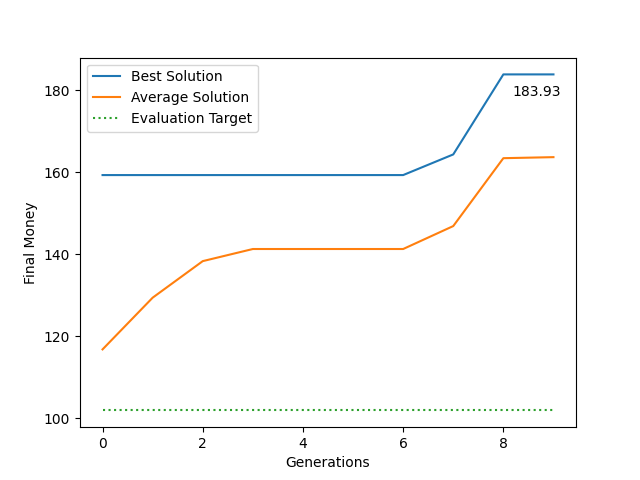 Best Solution
Average Solution
Evaluation Target
183.93
180
160
140
120
100
Final Money
0 2 4 6 8
Generations